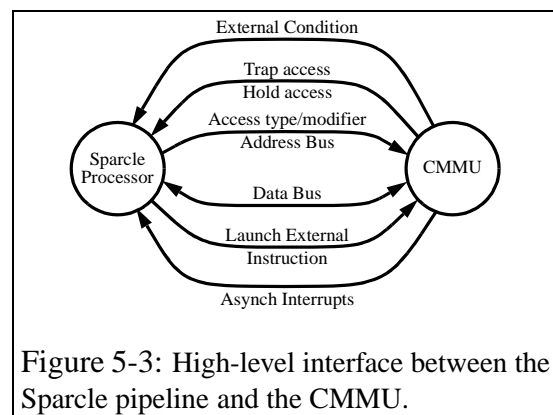 External Condition
Trap access
Hold access
Access type/modifier
Address Bus
Sparcle
Processor
CMMU
Data Bus
Launch External
Instruction
Asynch Interrupts
Figure 5-3: High-level interface between the
Sparcle pipeline and the CMMU.